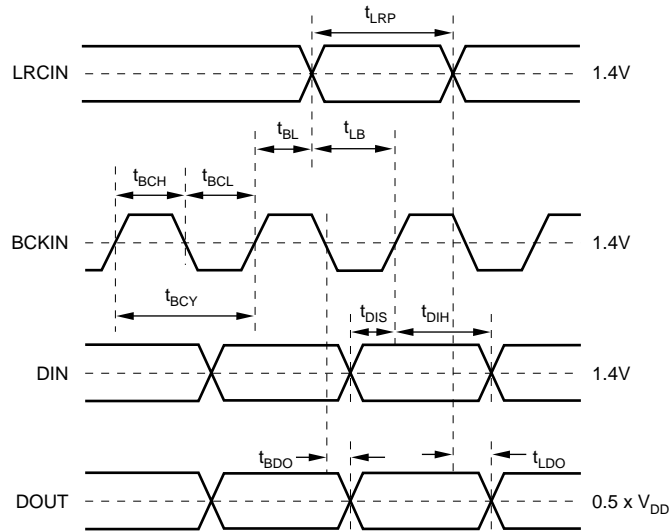 tLRP
LRCIN 1.4V
tBL tLB
tBCH tBCL
BCKIN 1.4V
tBCY
tDIS tDIH
DIN 1.4V
tBDO tLDO
DOUT 0.5 x VDD